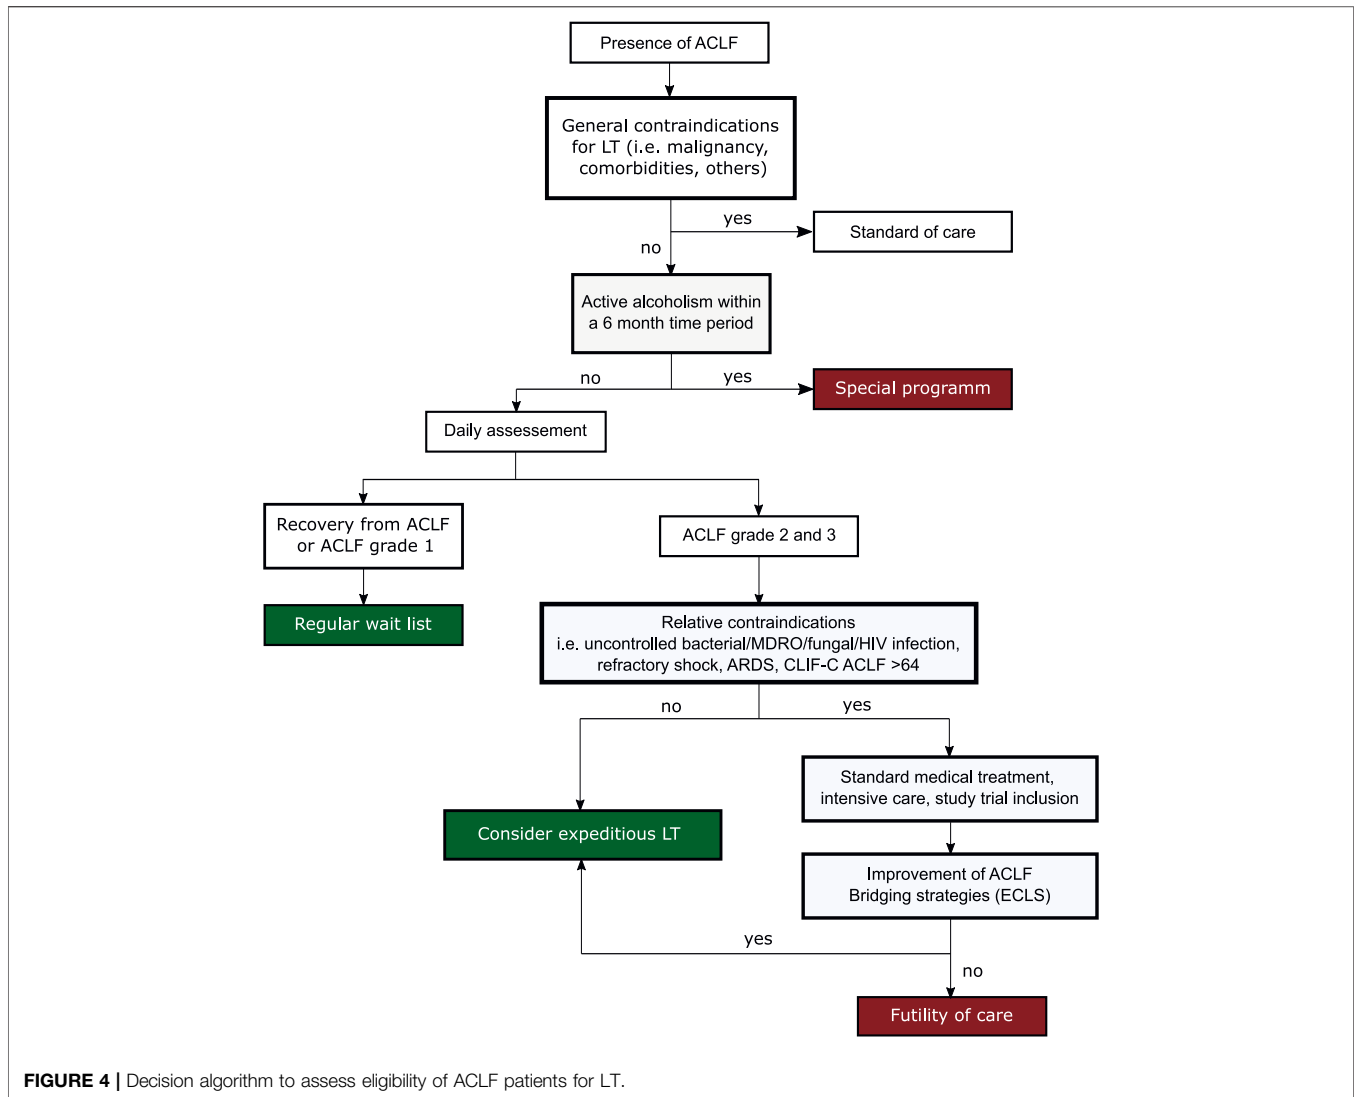 Presence of ACLF
General contraindications
for LT (i.e. malignancy,
comorbidities, others)
yes
Standard of care
no
Active alcoholism within
a 6 month time period
no
yes
Special programm
Daily assessement
Recovery from ACLF
or ACLF grade 1
ACLF grade 2 and 3
Regular wait list
Relative contraindications
i.e. uncontrolled bacterial/MDRO/fungal/HIV infection,
refractory shock, ARDS, CLIF-C ACLF >64
no
yes
Standard medical treatment,
intensive care, study trial inclusion
Consider expeditious LT
Improvement of ACLF
Bridging strategies (ECLS)
yes
no
Futility of care
FIGURE 4 | Decision algorithm to assess eligibility of ACLF patients for LT.